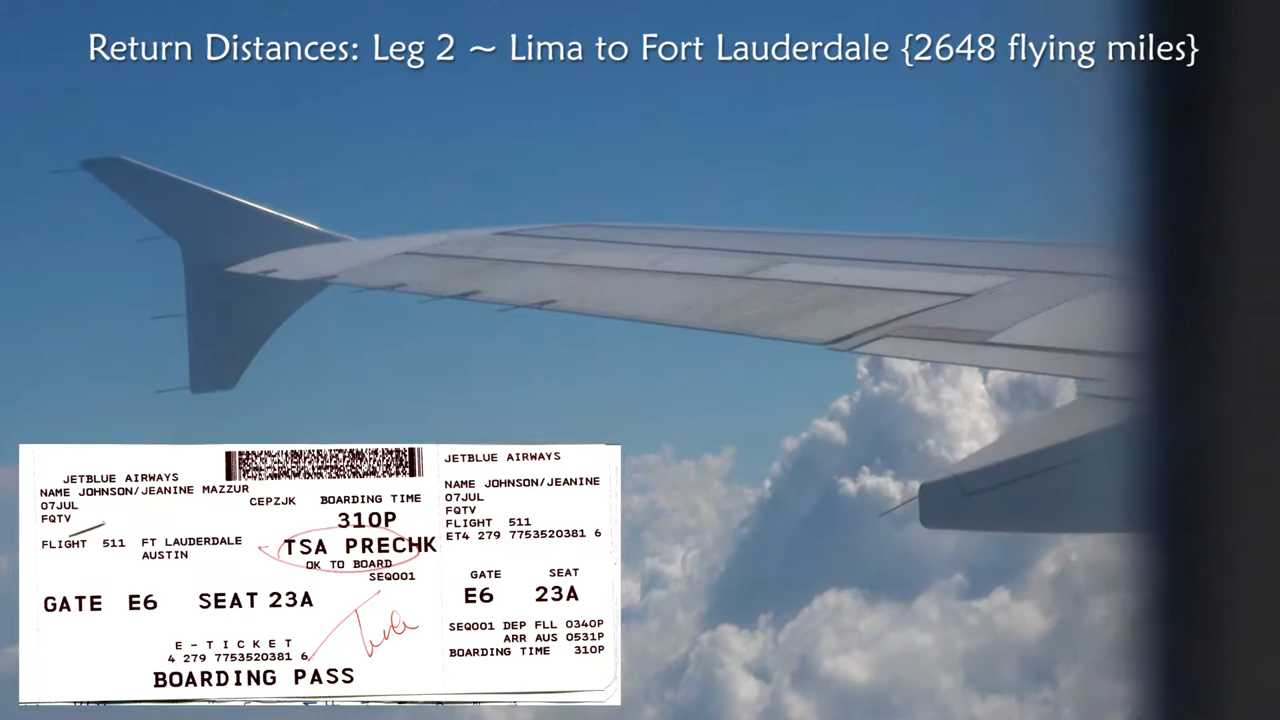 Return Distances: Leg 2 ~ Lima to Fort Lauderdale {2648 flying miles}
JETBLUE AIRWAYS
NAME JOHNSON/JEANINE MAZZUR
07JUL
CEPZJK BOARDING TIME
FQTV
310P
FLIGHT 511 FT LAUDERDALE
AUSTIN
TSA PRECHK
OK TO BOARD
SEQ001
GATE E6 SEAT 23A
E-TICKET
4 279 7753520381 6
BOARDING PASS
JETBLUE AIRWAYS
NAME JOHNSON/JEANINE
07JUL
FQTV
FLIGHT 511
ET4 279 7753520381 6
GATE SEAT
E6 23A
SEQ001 DEP FLL 0340P
ARR AUS 0531P
BOARDING TIME 310P